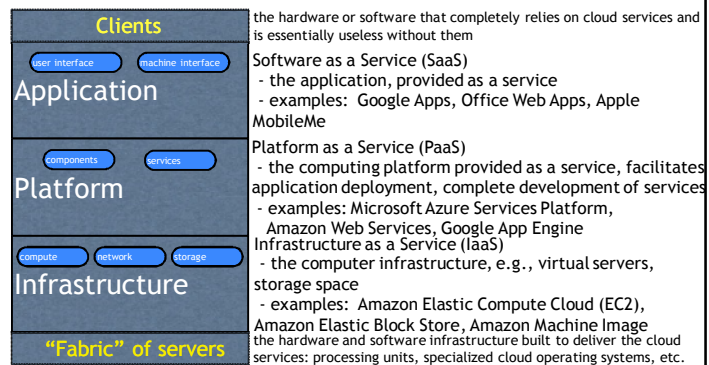 Clients
the hardware or software that completely relies on cloud services and
is essentially useless without them
user interface
machine interface
Application
Software as a Service (SaaS)
- the application, provided as a service
- examples: Google Apps, Office Web Apps, Apple
MobileMe
components
services
Platform
Platform as a Service (PaaS)
- the computing platform provided as a service, facilitates
application deployment, complete development of services
- examples: Microsoft Azure Services Platform,
Amazon Web Services, Google App Engine
compute
network
storage
Infrastructure
Infrastructure as a Service (IaaS)
- the computer infrastructure, e.g., virtual servers,
storage space
- examples: Amazon Elastic Compute Cloud (EC2),
Amazon Elastic Block Store, Amazon Machine Image
“Fabric” of servers
the hardware and software infrastructure built to deliver the cloud
services: processing units, specialized cloud operating systems, etc.